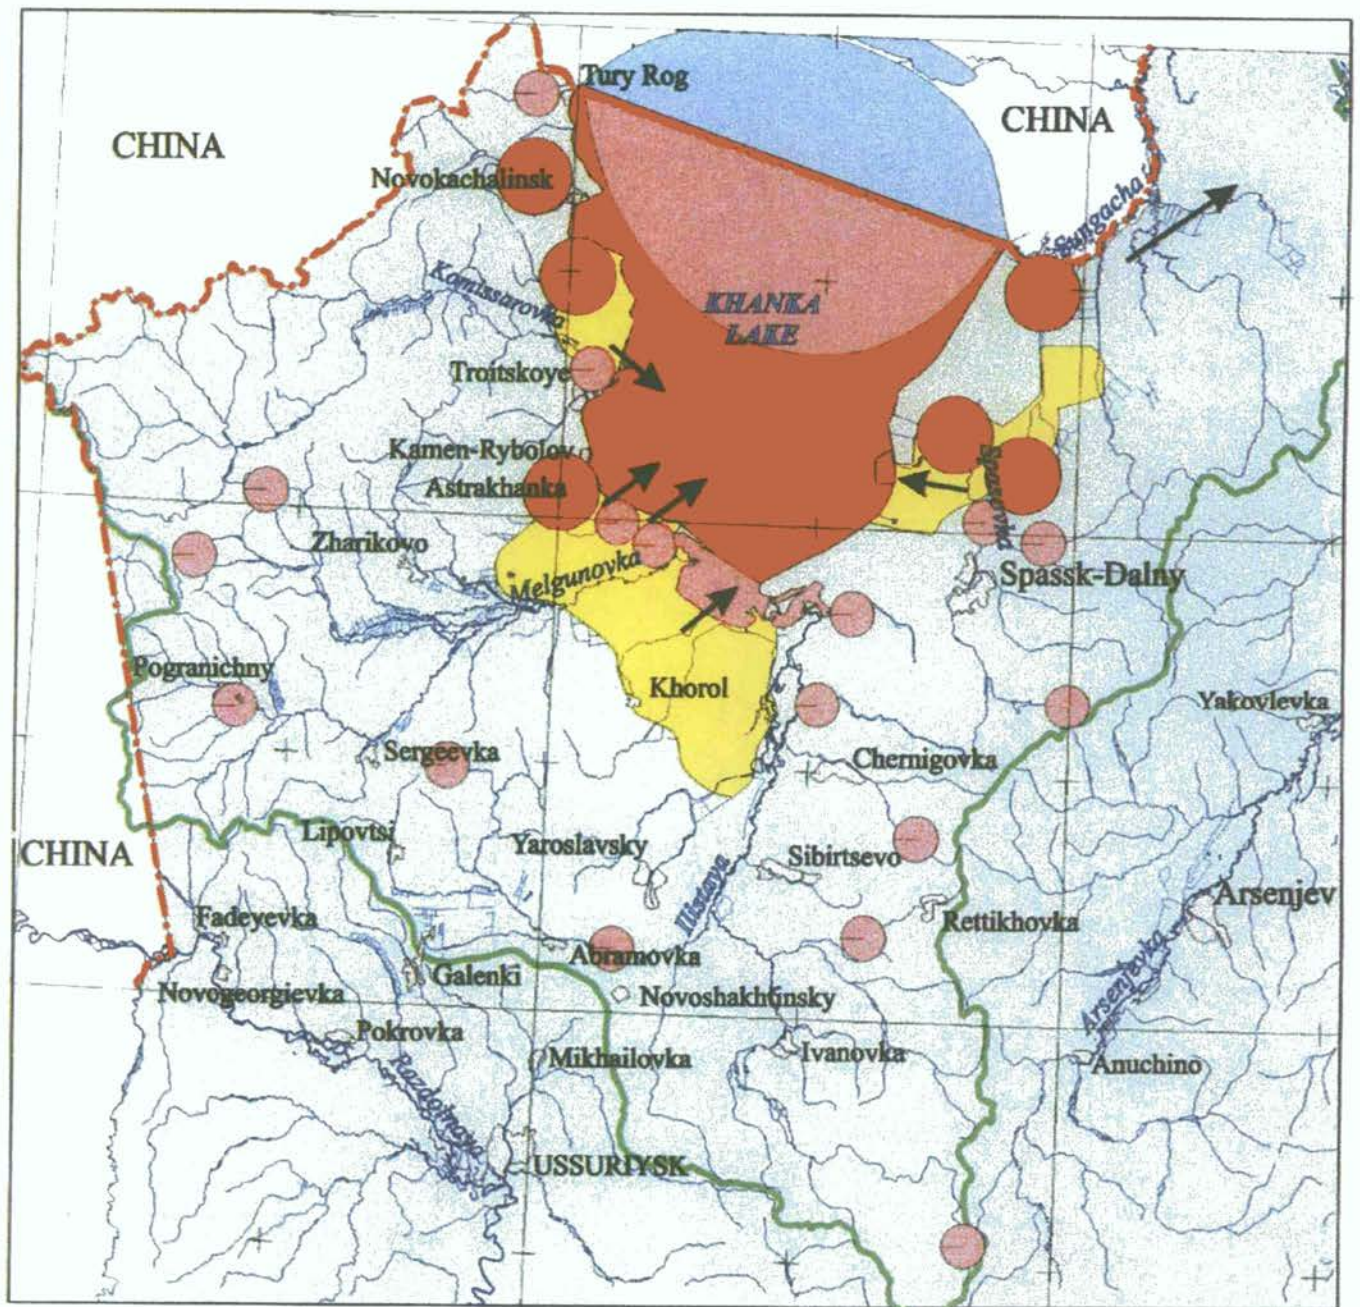 Tury Rog
CHINA
CHINA
Novokachalinsk
Sungacha
Komissarovka
KHANKA
LAKE
Troitskoye
Kamen-Rybolov
Astrakhanka
Spassovka
Zharikovo
Melgunovka
Spassk-Dalny
Pogranichny
Khorol
Yakovlevka
Sergeevka
Chernigovka
Lipovtsi
Yaroslavsky
Sibirtsevo
CHINA
Ilistaya
Arsenjev
Fadeyevka
Rettikhovka
Abramovka
Arsenjevka
Galenki
Novogeorgievka
Novoshakhtinsky
Pokrovka
Mikhailovka
Ivanovka
Anuchino
Razdolnaya
USSURIYSK